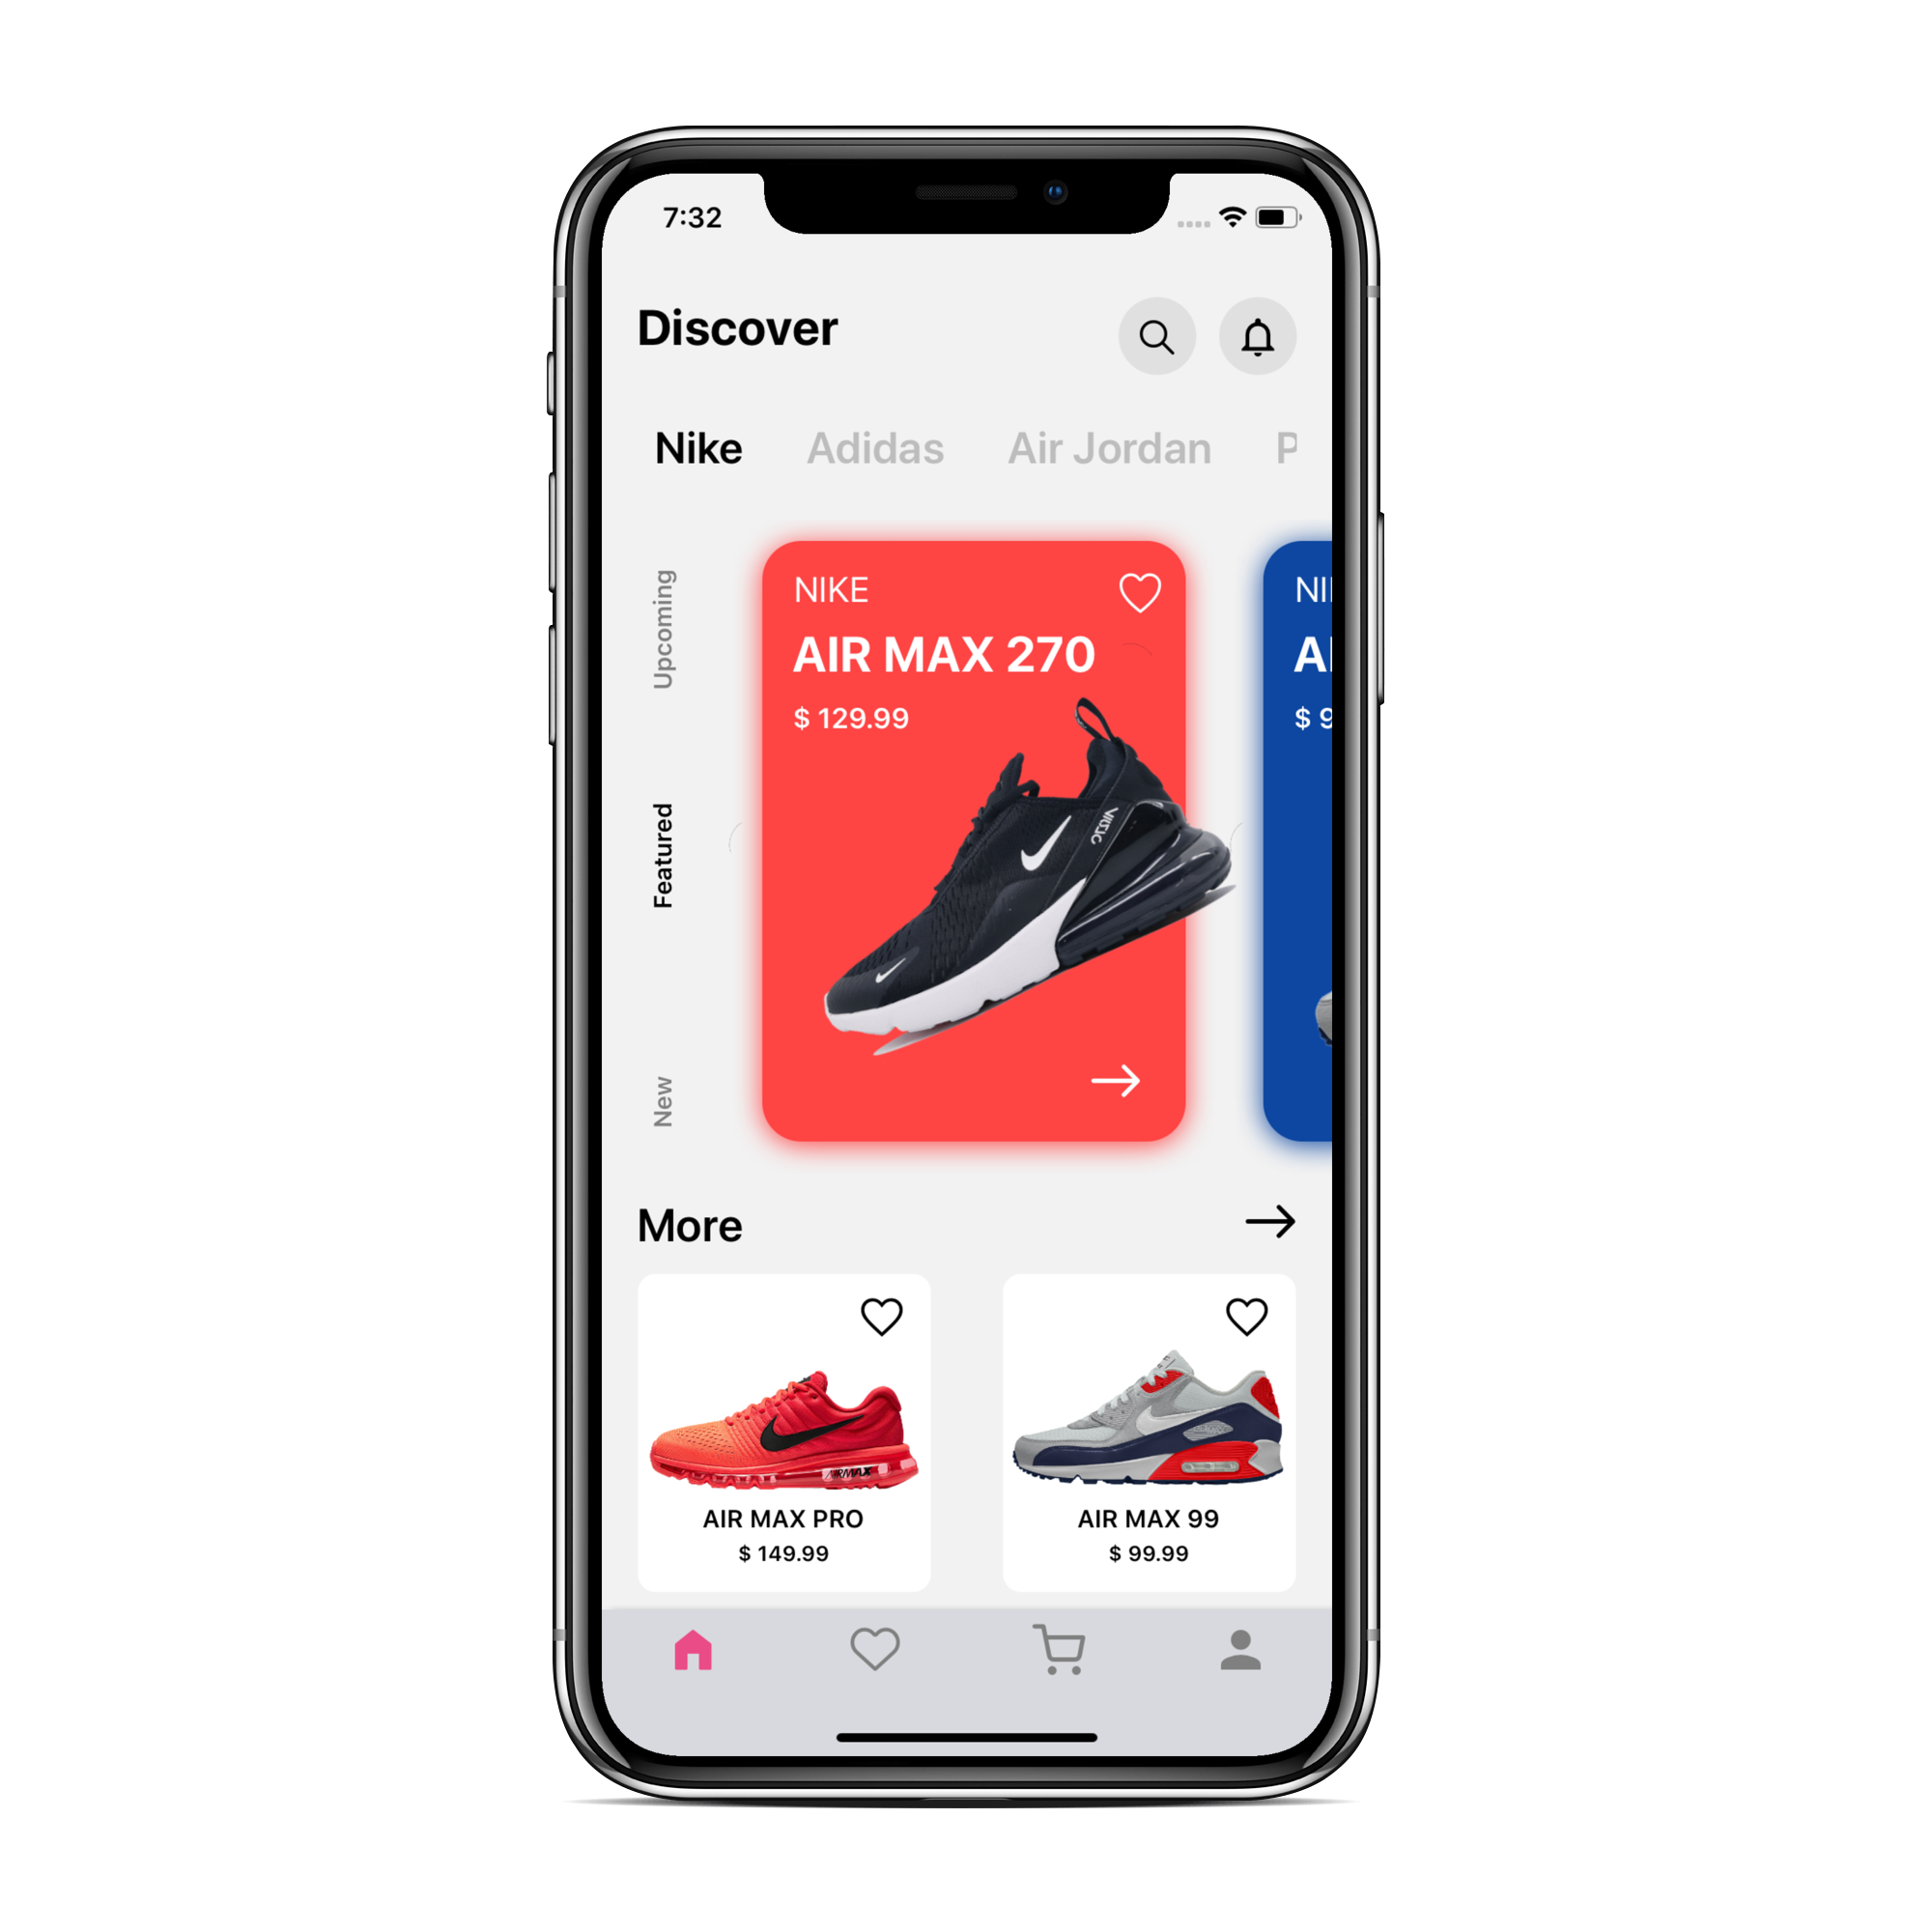 7:32
Discover
Nike Adidas Air Jordan P
Upcoming
Featured
New
NIKE
AIR MAX 270
$ 129.99
NI
A
$ 9
More
AIRMAX
AIR MAX PRO
$ 149.99
AIR MAX 99
$ 99.99